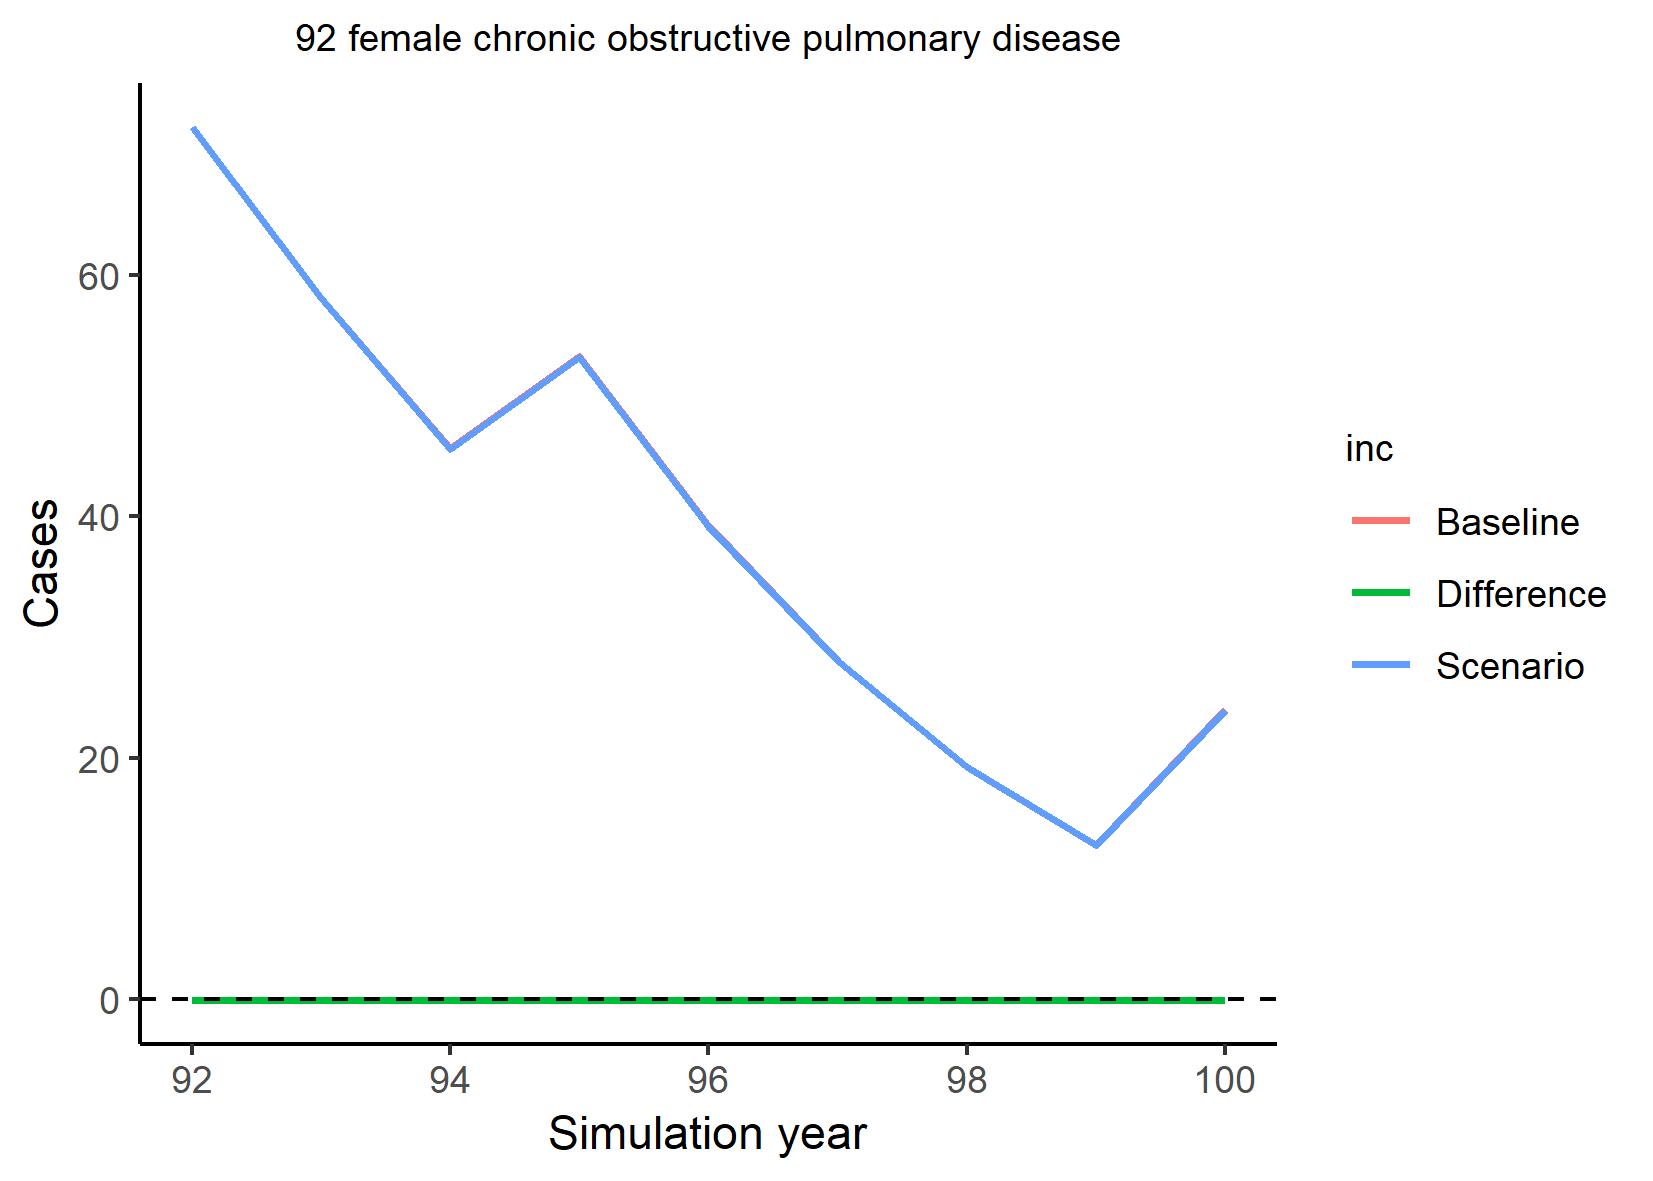 92 female chronic obstructive pulmonary disease
Cases
60
40
20
0
92 94 96 98 100
Simulation year
inc
Baseline
Difference
Scenario